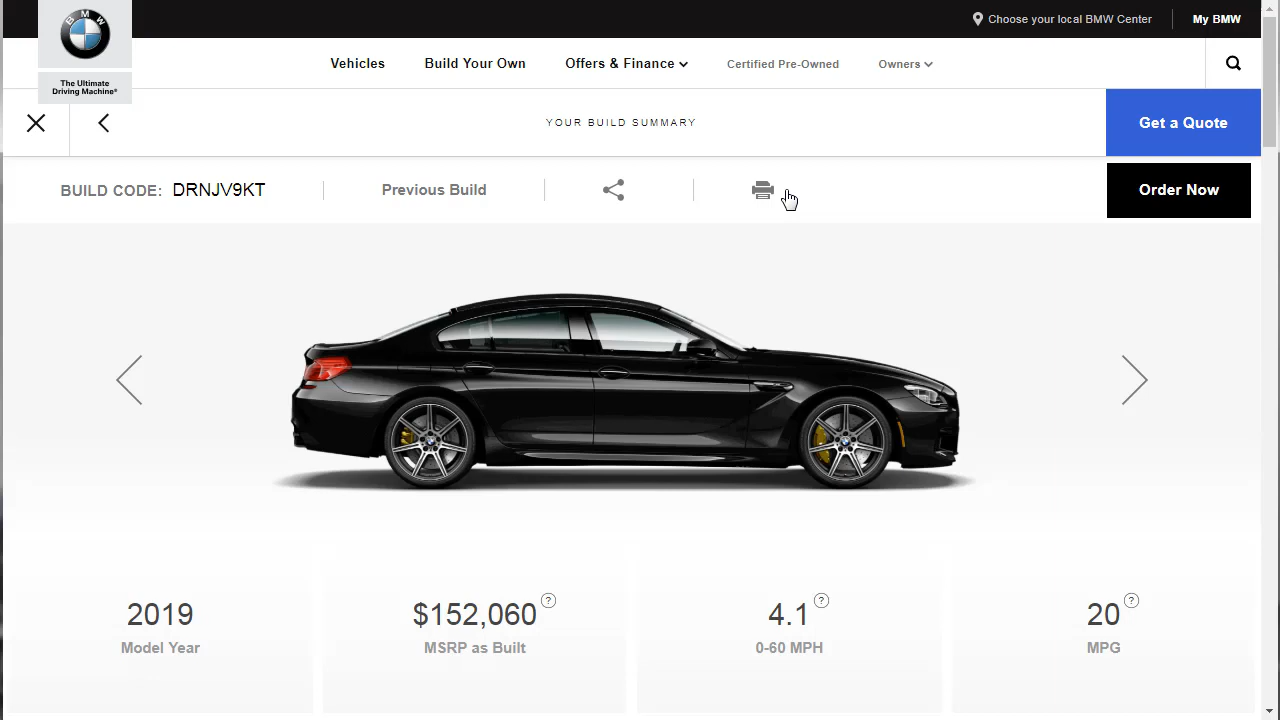 Choose your local BMW Center
My BMW
BMW
The Ultimate
Driving Machine®
Vehicles
Build Your Own
Offers & Finance
Certified Pre-Owned
Owners
YOUR BUILD SUMMARY
Get a Quote
BUILD CODE: DRNJV9KT
Previous Build
Order Now
2019
Model Year
$152,060 ?
MSRP as Built
4.1 ?
0-60 MPH
20 ?
MPG